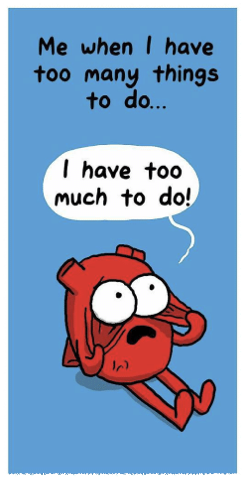 Me when I have
too many things
to do...
I have too
much to do!